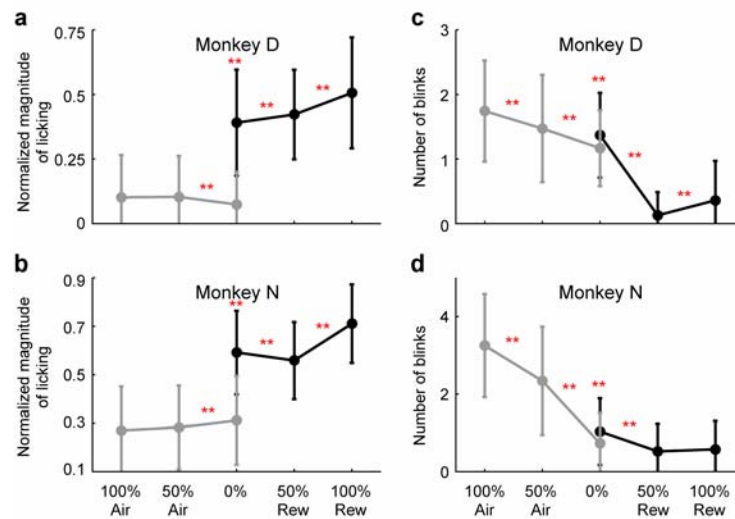 a
Monkey D
Normalized magnitude
of licking
0.75
0.5
0.25
0
**
**
**
**
c
Monkey D
Number of blinks
3
2
1
0
**
**
**
**
**
b
Monkey N
Normalized magnitude
of licking
0.9
0.7
0.5
0.3
0.1
**
**
**
**
100%
Air
50%
Air
0%
50%
Rew
100%
Rew
d
Monkey N
Number of blinks
4
2
0
**
**
**
**
100%
Air
50%
Air
0%
50%
Rew
100%
Rew